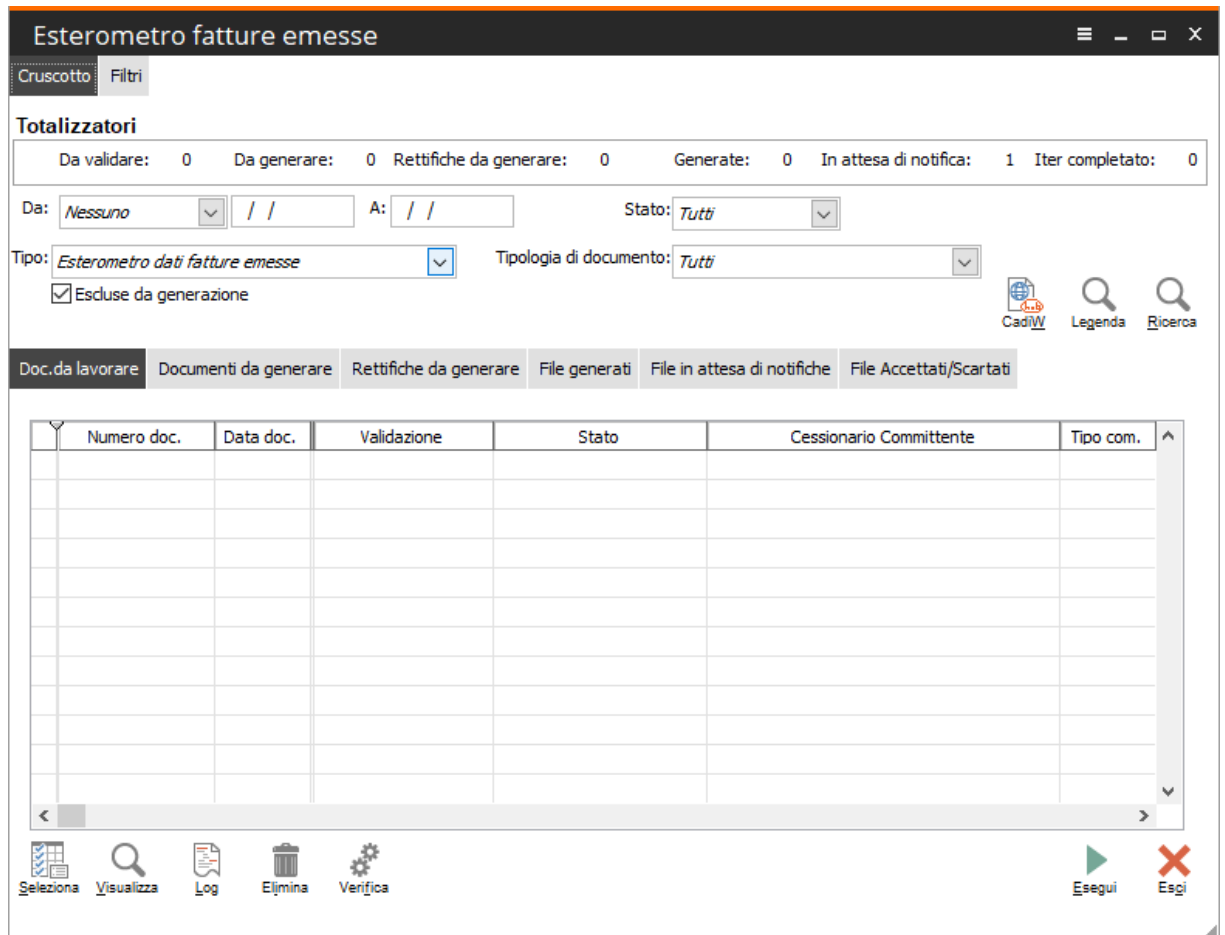 Esterometro fatture emesse
Cruscotto Filtri
Totalizzatori
Da validare: 0 Da generare: 0 Rettifiche da generare: 0 Generate: 0 In attesa di notifica: 1 Iter completato: 0
Da: Nessuno / / A: / / Stato: Tutti
Tipo: Esterometro dati fatture emesse Tipologia di documento: Tutti
Escluse da generazione
CadiW Legenda Ricerca
Doc.da lavorare Documenti da generare Rettifiche da generare File generati File in attesa di notifiche File Accettati/Scartati
Numero doc. Data doc. Validazione Stato Cessionario Committente Tipo com.
Seleziona Visualizza Log Elimina Verifica Esegui Esci